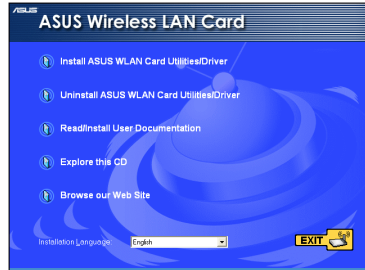 ASUS
ASUS Wireless LAN Card
Install ASUS WLAN Card Utilities/Driver
Uninstall ASUS WLAN Card Utilities/Driver
Read/Install User Documentation
Explore this CD
Browse our Web Site
Installation Language: English
EXIT